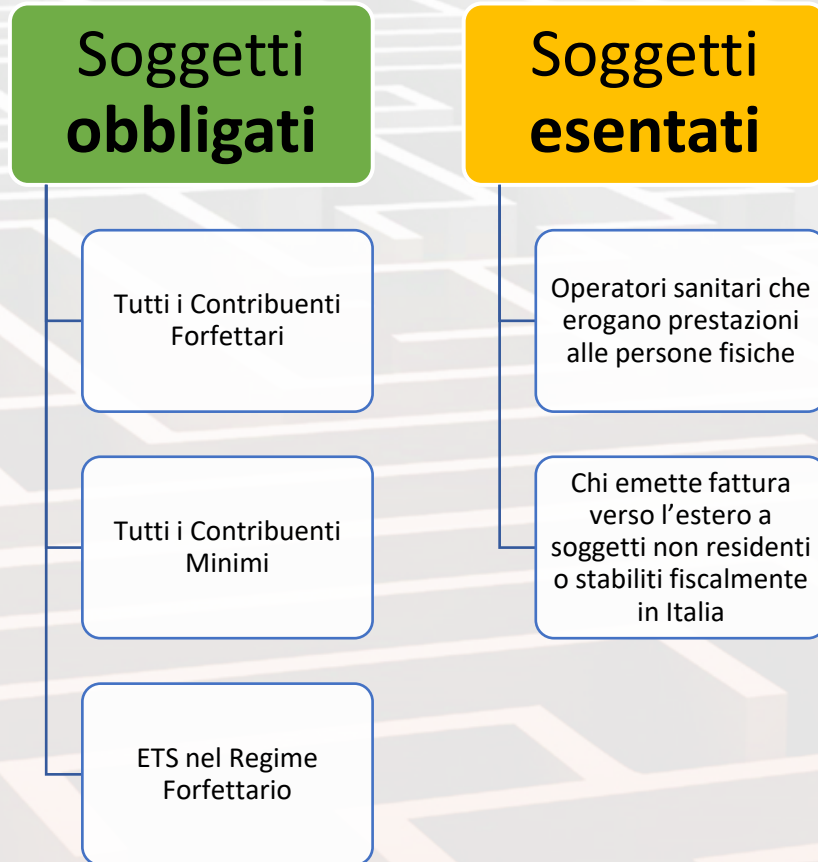 Soggetti
obbligati
Tutti i Contribuenti
Forfettari
Tutti i Contribuenti
Minimi
ETS nel Regime
Forfettario
Soggetti
esentati
Operatori sanitari che
erogano prestazioni
alle persone fisiche
Chi emette fattura
verso l’estero a
soggetti non residenti
o stabiliti fiscalmente
in Italia